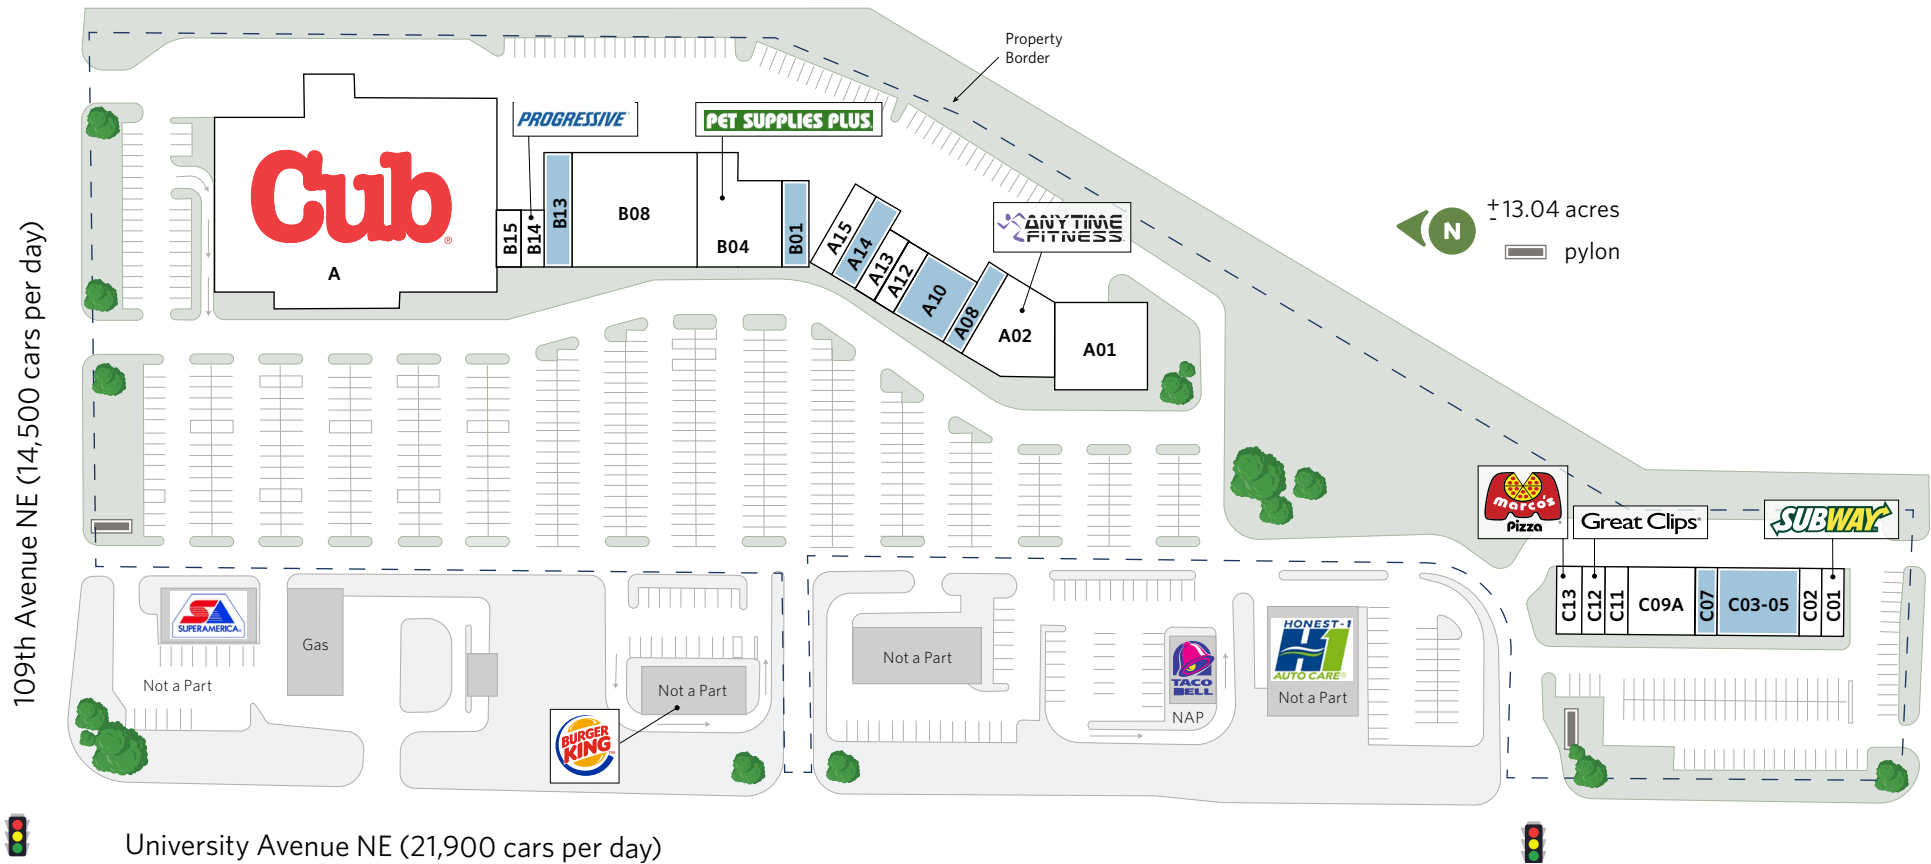 Property
Border
PROGRESSIVE
PET SUPPLIES PLUS
Cub®
A
B15
B14
B13
B08
B04
B01
A15
A14
A13
A12
A10
A08
A02
A01
ANYTIME
FITNESS
N
±13.04 acres
pylon
109th Avenue NE (14,500 cars per day)
marco's
Pizza
Great Clips
SUBWAY
C13
C12
C11
C09A
C07
C03-05
C02
C01
SA
SUPERAMERICA
Not a Part
Gas
Not a Part
BURGER
KING
Not a Part
TACO
BELL
NAP
HONEST-1
H1
AUTO CARE
Not a Part
University Avenue NE (21,900 cars per day)